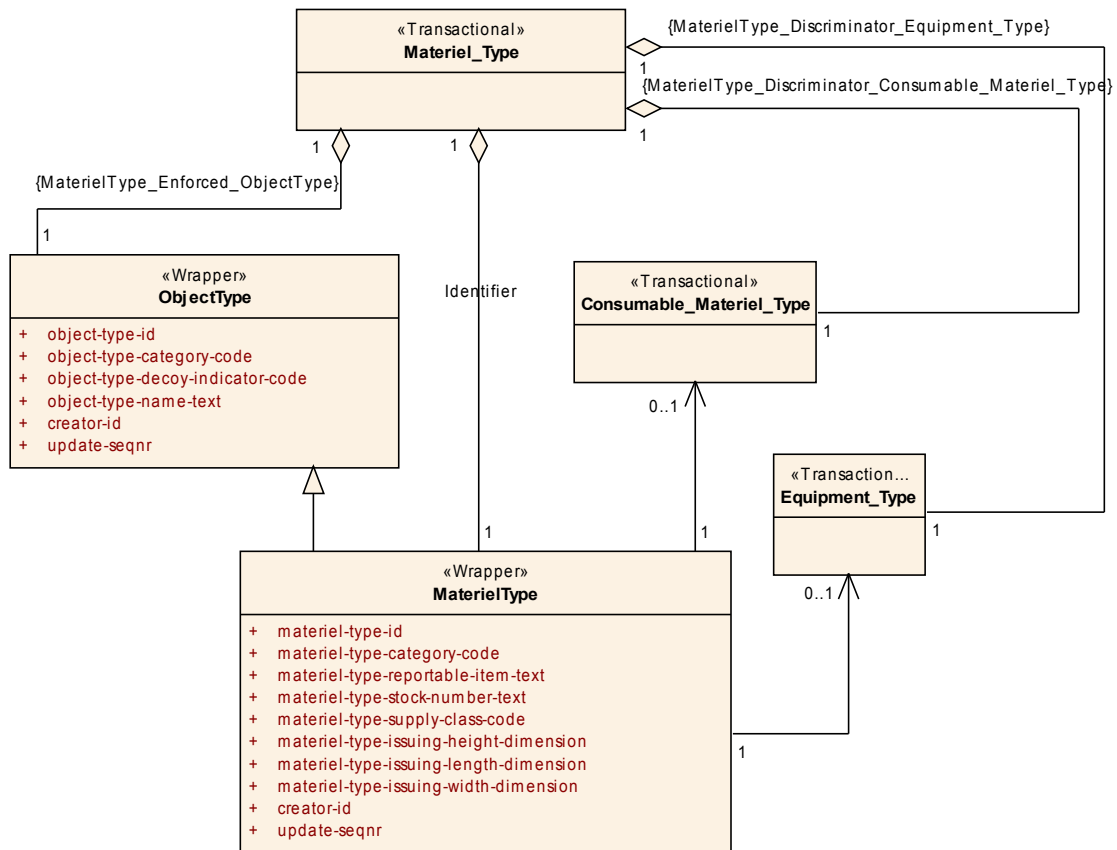 «Transactional»
Materiel_Type
{MaterielType_Discriminator_Equipment_Type}
1
{MaterielType_Discriminator_Consumable_Materiel_Type}
1
1
1
{MaterielType_Enforced_ObjectType}
1
«Wrapper»
ObjectType
+ object-type-id
+ object-type-category-code
+ object-type-decoy-indicator-code
+ object-type-name-text
+ creator-id
+ update-seqnr
Identifier
«Transactional»
Consumable_Materiel_Type
1
0..1
«Transaction...
Equipment_Type
1
0..1
1
1
«Wrapper»
MaterielType
+ materiel-type-id
+ materiel-type-category-code
+ materiel-type-reportable-item-text
+ materiel-type-stock-number-text
+ materiel-type-supply-class-code
+ materiel-type-issuing-height-dimension
+ materiel-type-issuing-length-dimension
+ materiel-type-issuing-width-dimension
+ creator-id
+ update-seqnr
1